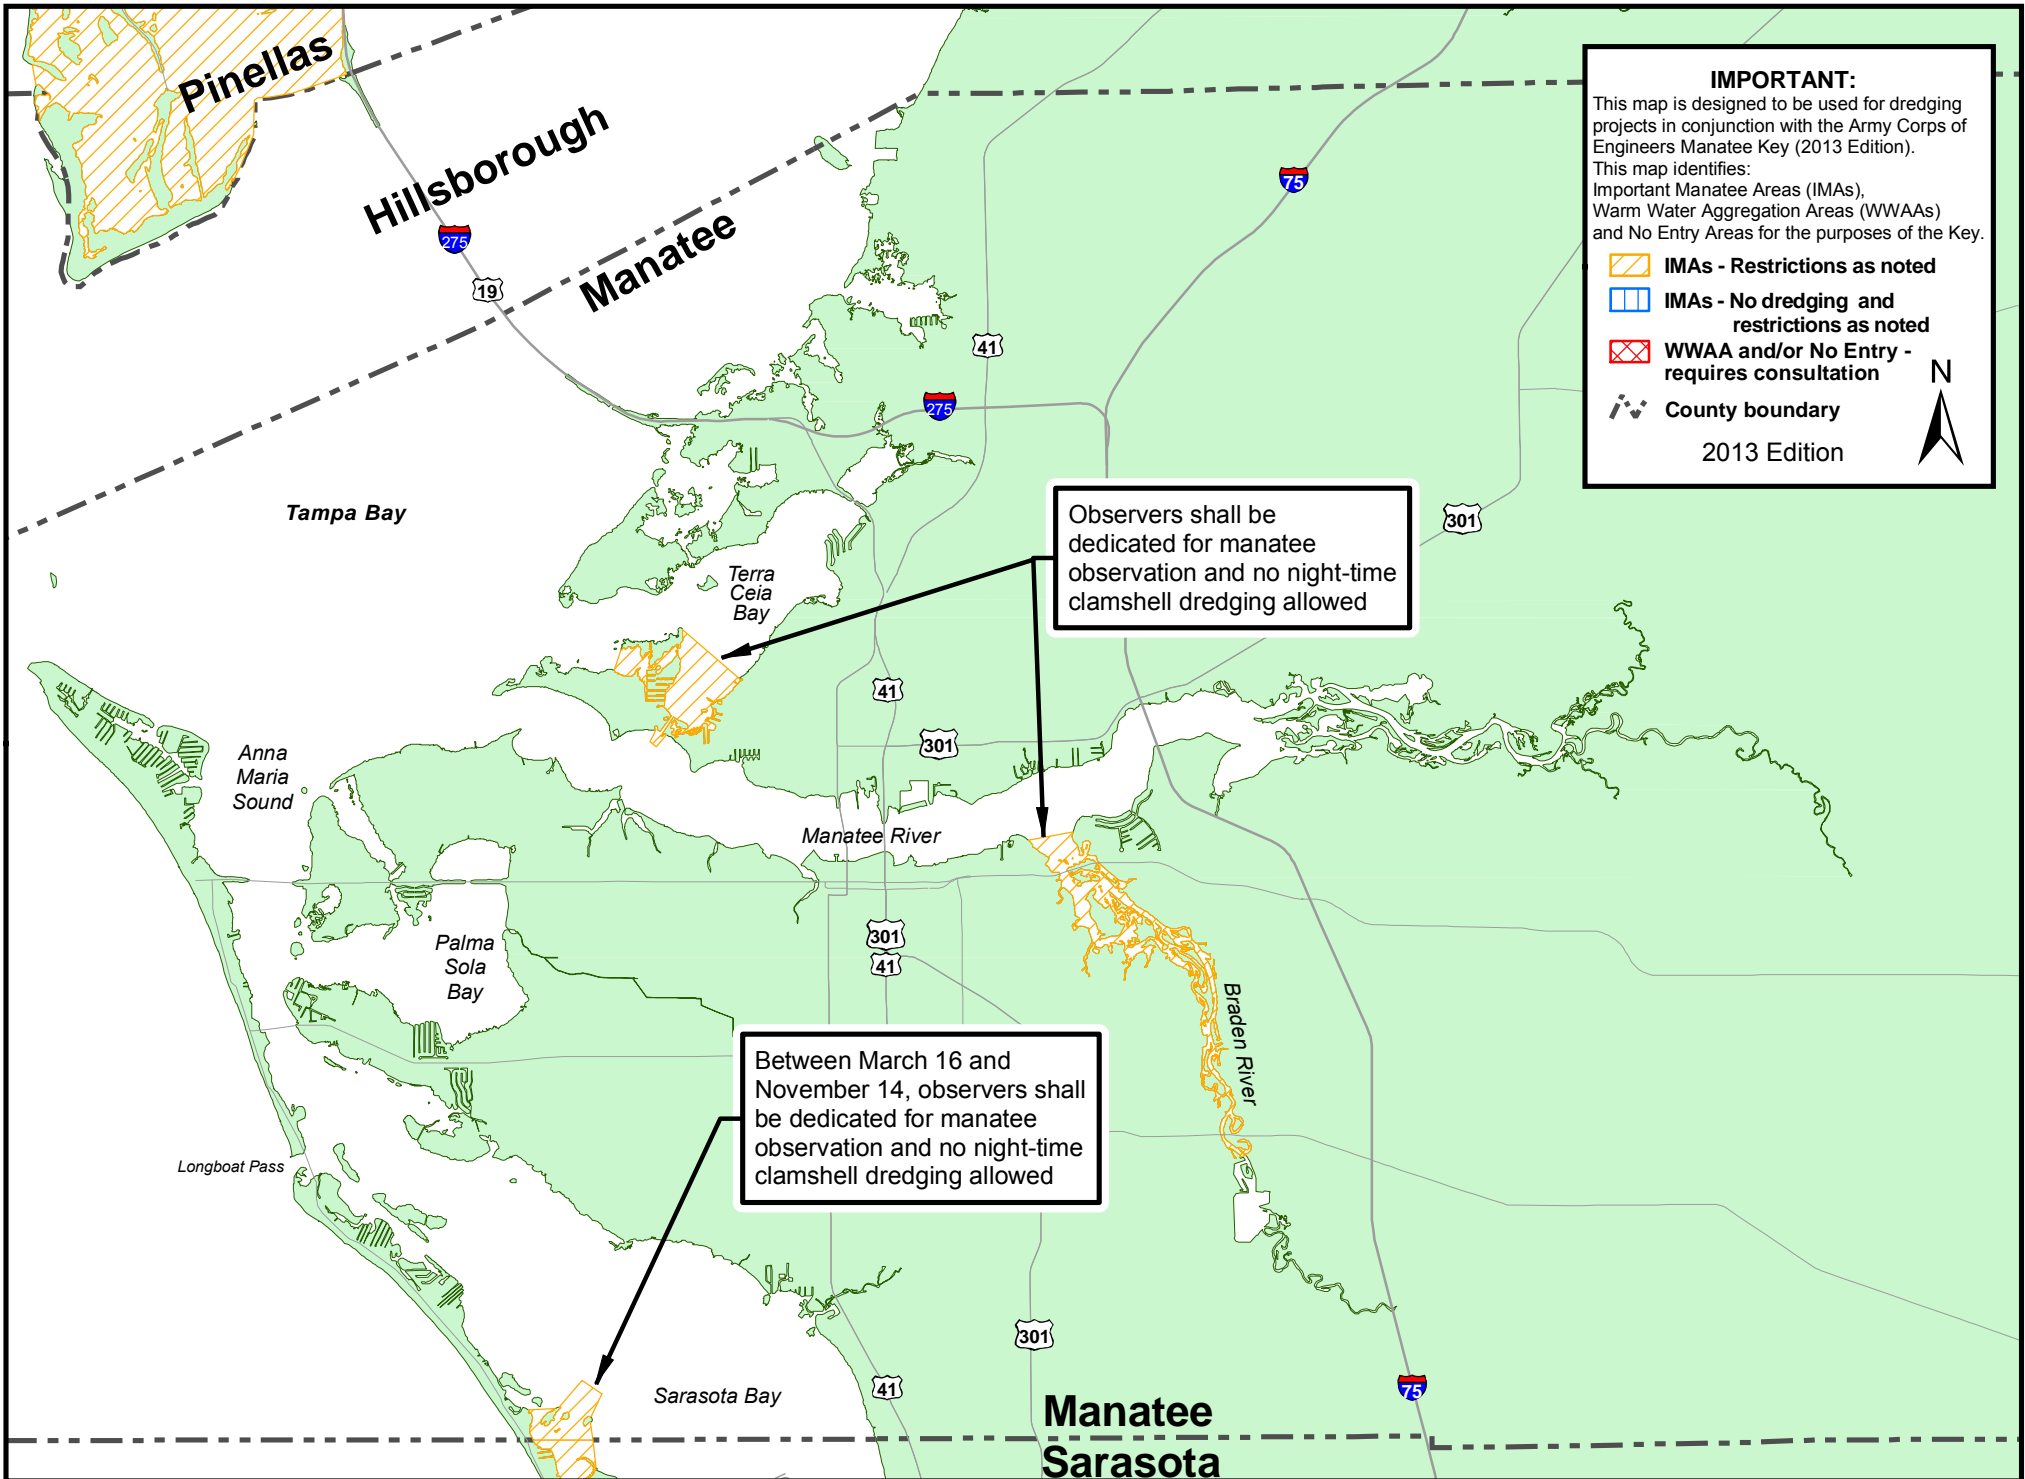 Pinellas
Hillsborough
Manatee
IMPORTANT:
This map is designed to be used for dredging
projects in conjunction with the Army Corps of
Engineers Manatee Key (2013 Edition).
This map identifies:
Important Manatee Areas (IMAs),
Warm Water Aggregation Areas (WWAAs)
and No Entry Areas for the purposes of the Key.
IMAs - Restrictions as noted
IMAs - No dredging and
restrictions as noted
WWAA and/or No Entry -
requires consultation
County boundary
N
2013 Edition
75
275
19
41
275
301
Tampa Bay
Observers shall be
dedicated for manatee
observation and no night-time
clamshell dredging allowed
Terra
Ceia
Bay
41
301
Anna
Maria
Sound
Manatee River
301
41
Palma
Sola
Bay
Braden River
Between March 16 and
November 14, observers shall
be dedicated for manatee
observation and no night-time
clamshell dredging allowed
Longboat Pass
301
41
75
Sarasota Bay
Manatee
Sarasota